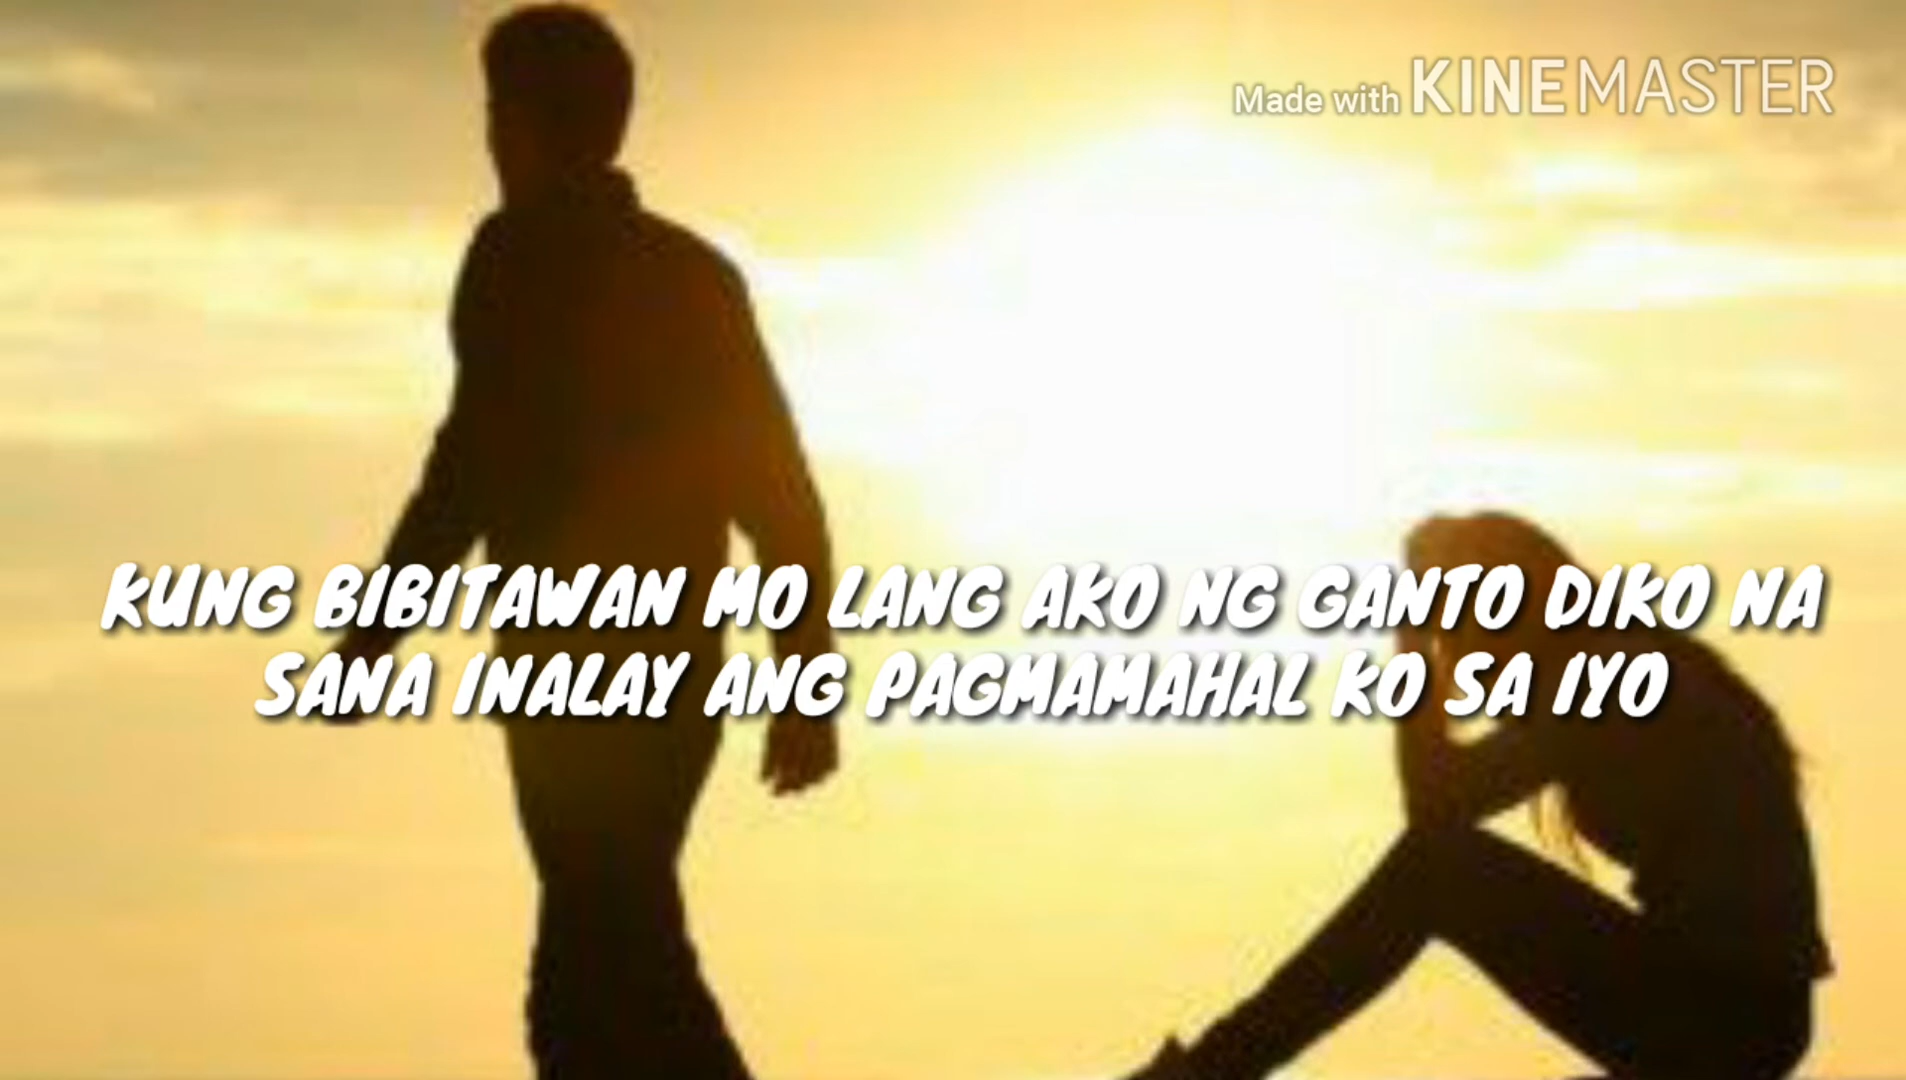 Made with KINEMASTER
KUNG BIBITAWAN MO LANG AKO NG GANTO DIKO NA
SANA INALAY ANG PAGMAMAHAL KO SA IYO